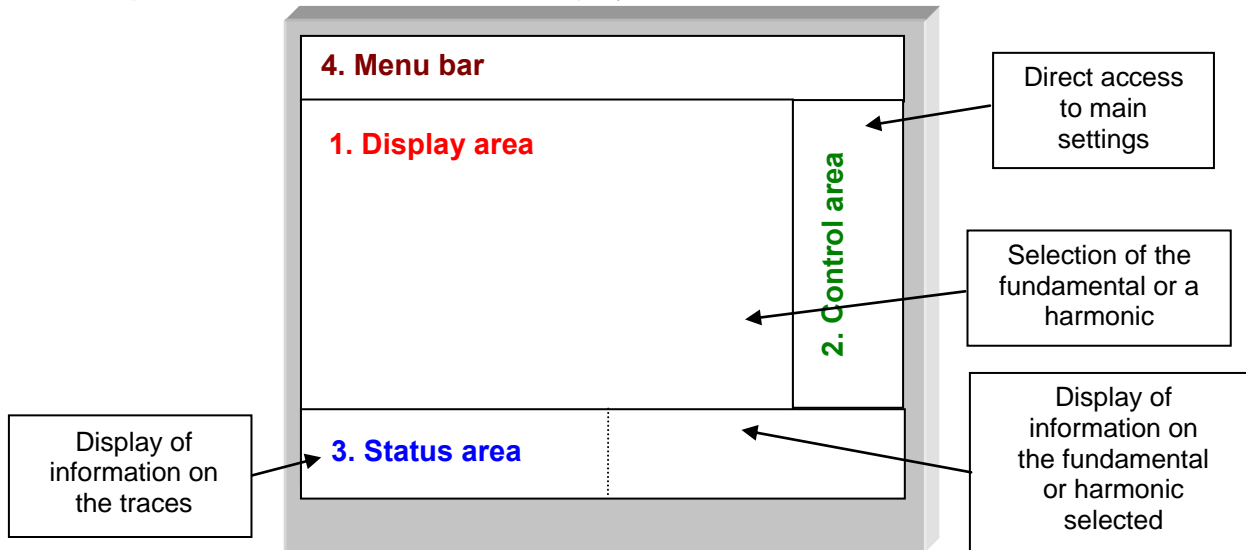 4. Menu bar
Direct access
to main
settings
1. Display area
2. Control area
Selection of the
fundamental or a
harmonic
Display of
information on
the traces
3. Status area
Display of
information on
the fundamental
or harmonic
selected